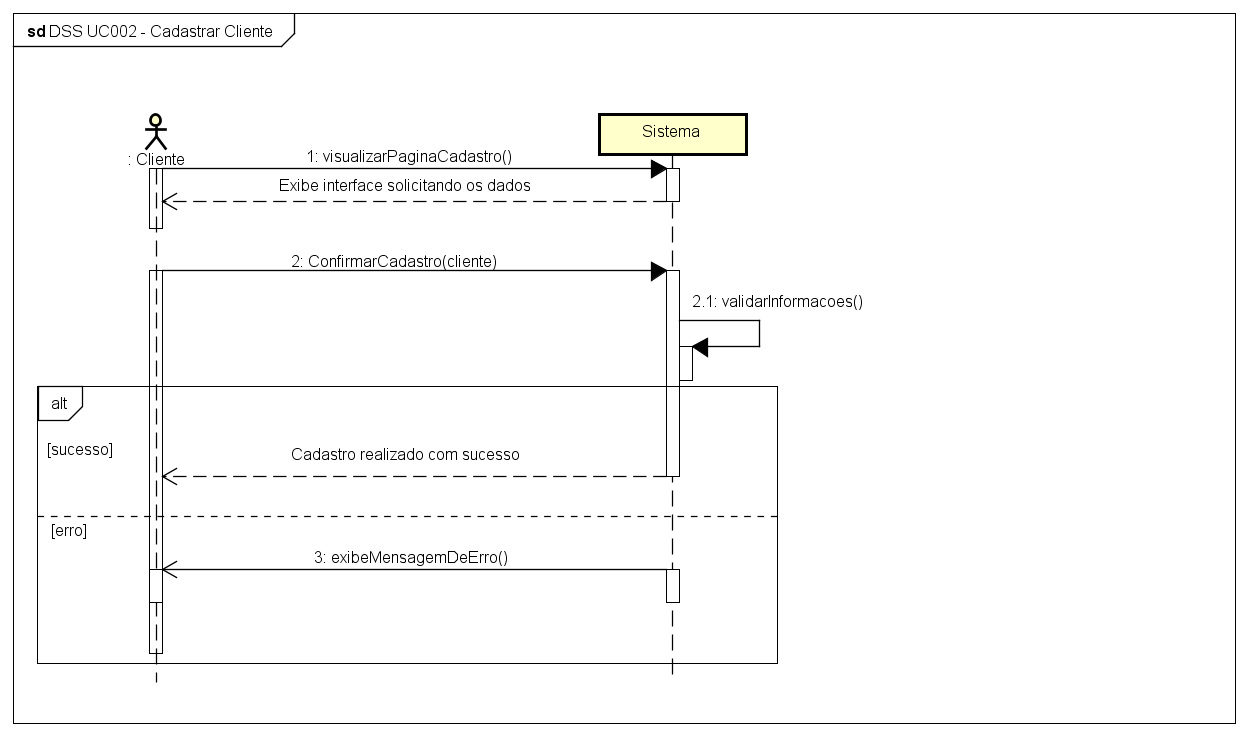 sd DSS UC002 - Cadastrar Cliente
Sistema
: Cliente
1: visualizarPaginaCadastro()
Exibe interface solicitando os dados
2: ConfirmarCadastro(cliente)
2.1: validarInformacoes()
alt
[sucesso]
Cadastro realizado com sucesso
[erro]
3: exibeMensagemDeErro()